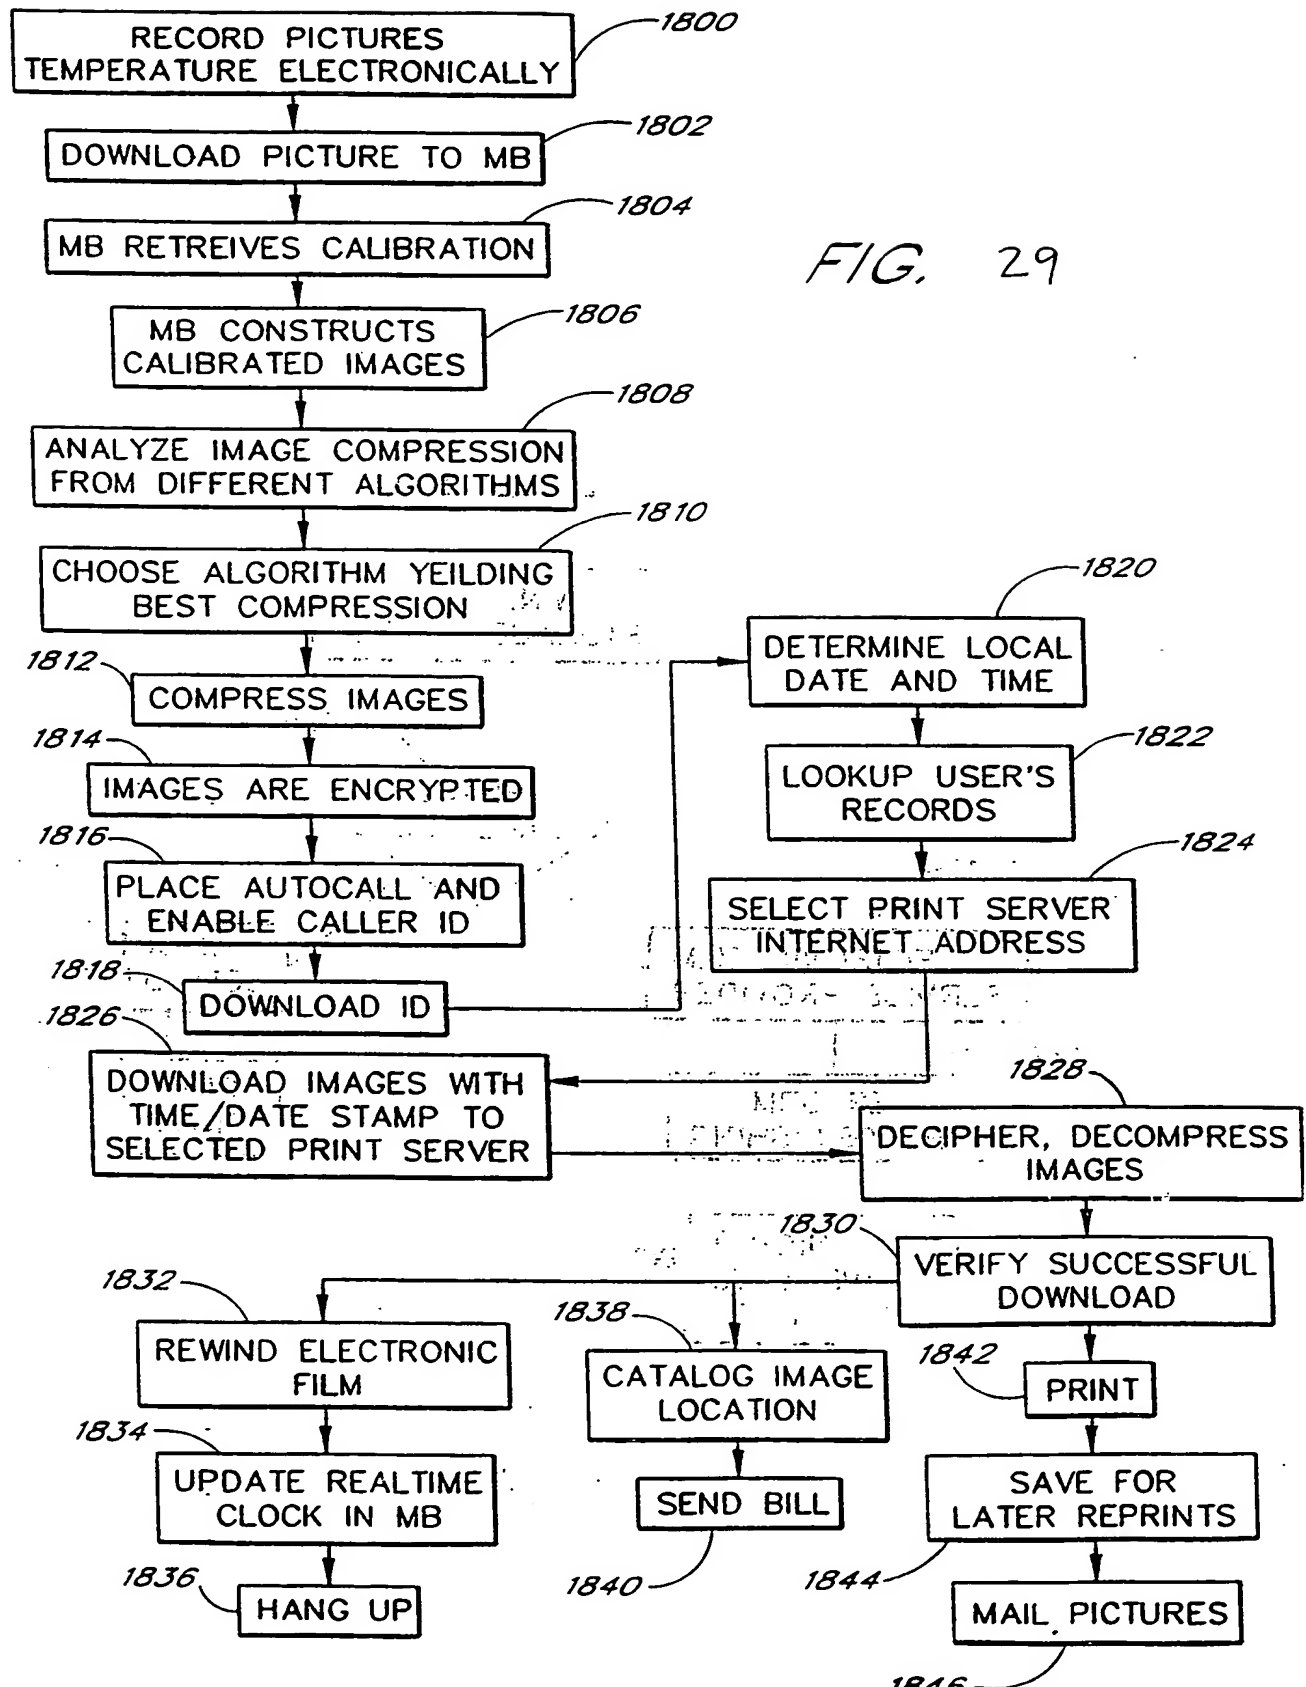 1800
RECORD PICTURES
TEMPERATURE ELECTRONICALLY
1802
DOWNLOAD PICTURE TO MB
1804
MB RETREIVES CALIBRATION
FIG. 29
1806
MB CONSTRUCTS
CALIBRATED IMAGES
1808
ANALYZE IMAGE COMPRESSION
FROM DIFFERENT ALGORITHMS
1810
CHOOSE ALGORITHM YEILDING
BEST COMPRESSION
1812
COMPRESS IMAGES
1814
IMAGES ARE ENCRYPTED
1816
PLACE AUTOCALL AND
ENABLE CALLER ID
1818
DOWNLOAD ID
1820
DETERMINE LOCAL
DATE AND TIME
1822
LOOKUP USER'S
RECORDS
1824
SELECT PRINT SERVER
INTERNET ADDRESS
1826
DOWNLOAD IMAGES WITH
TIME/DATE STAMP TO
SELECTED PRINT SERVER
1828
DECIPHER, DECOMPRESS
IMAGES
1830
VERIFY SUCCESSFUL
DOWNLOAD
1832
REWIND ELECTRONIC
FILM
1834
UPDATE REALTIME
CLOCK IN MB
1836
HANG UP
1838
CATALOG IMAGE
LOCATION
SEND BILL
1840
1842
PRINT
SAVE FOR
LATER REPRINTS
1844
MAIL PICTURES
1846